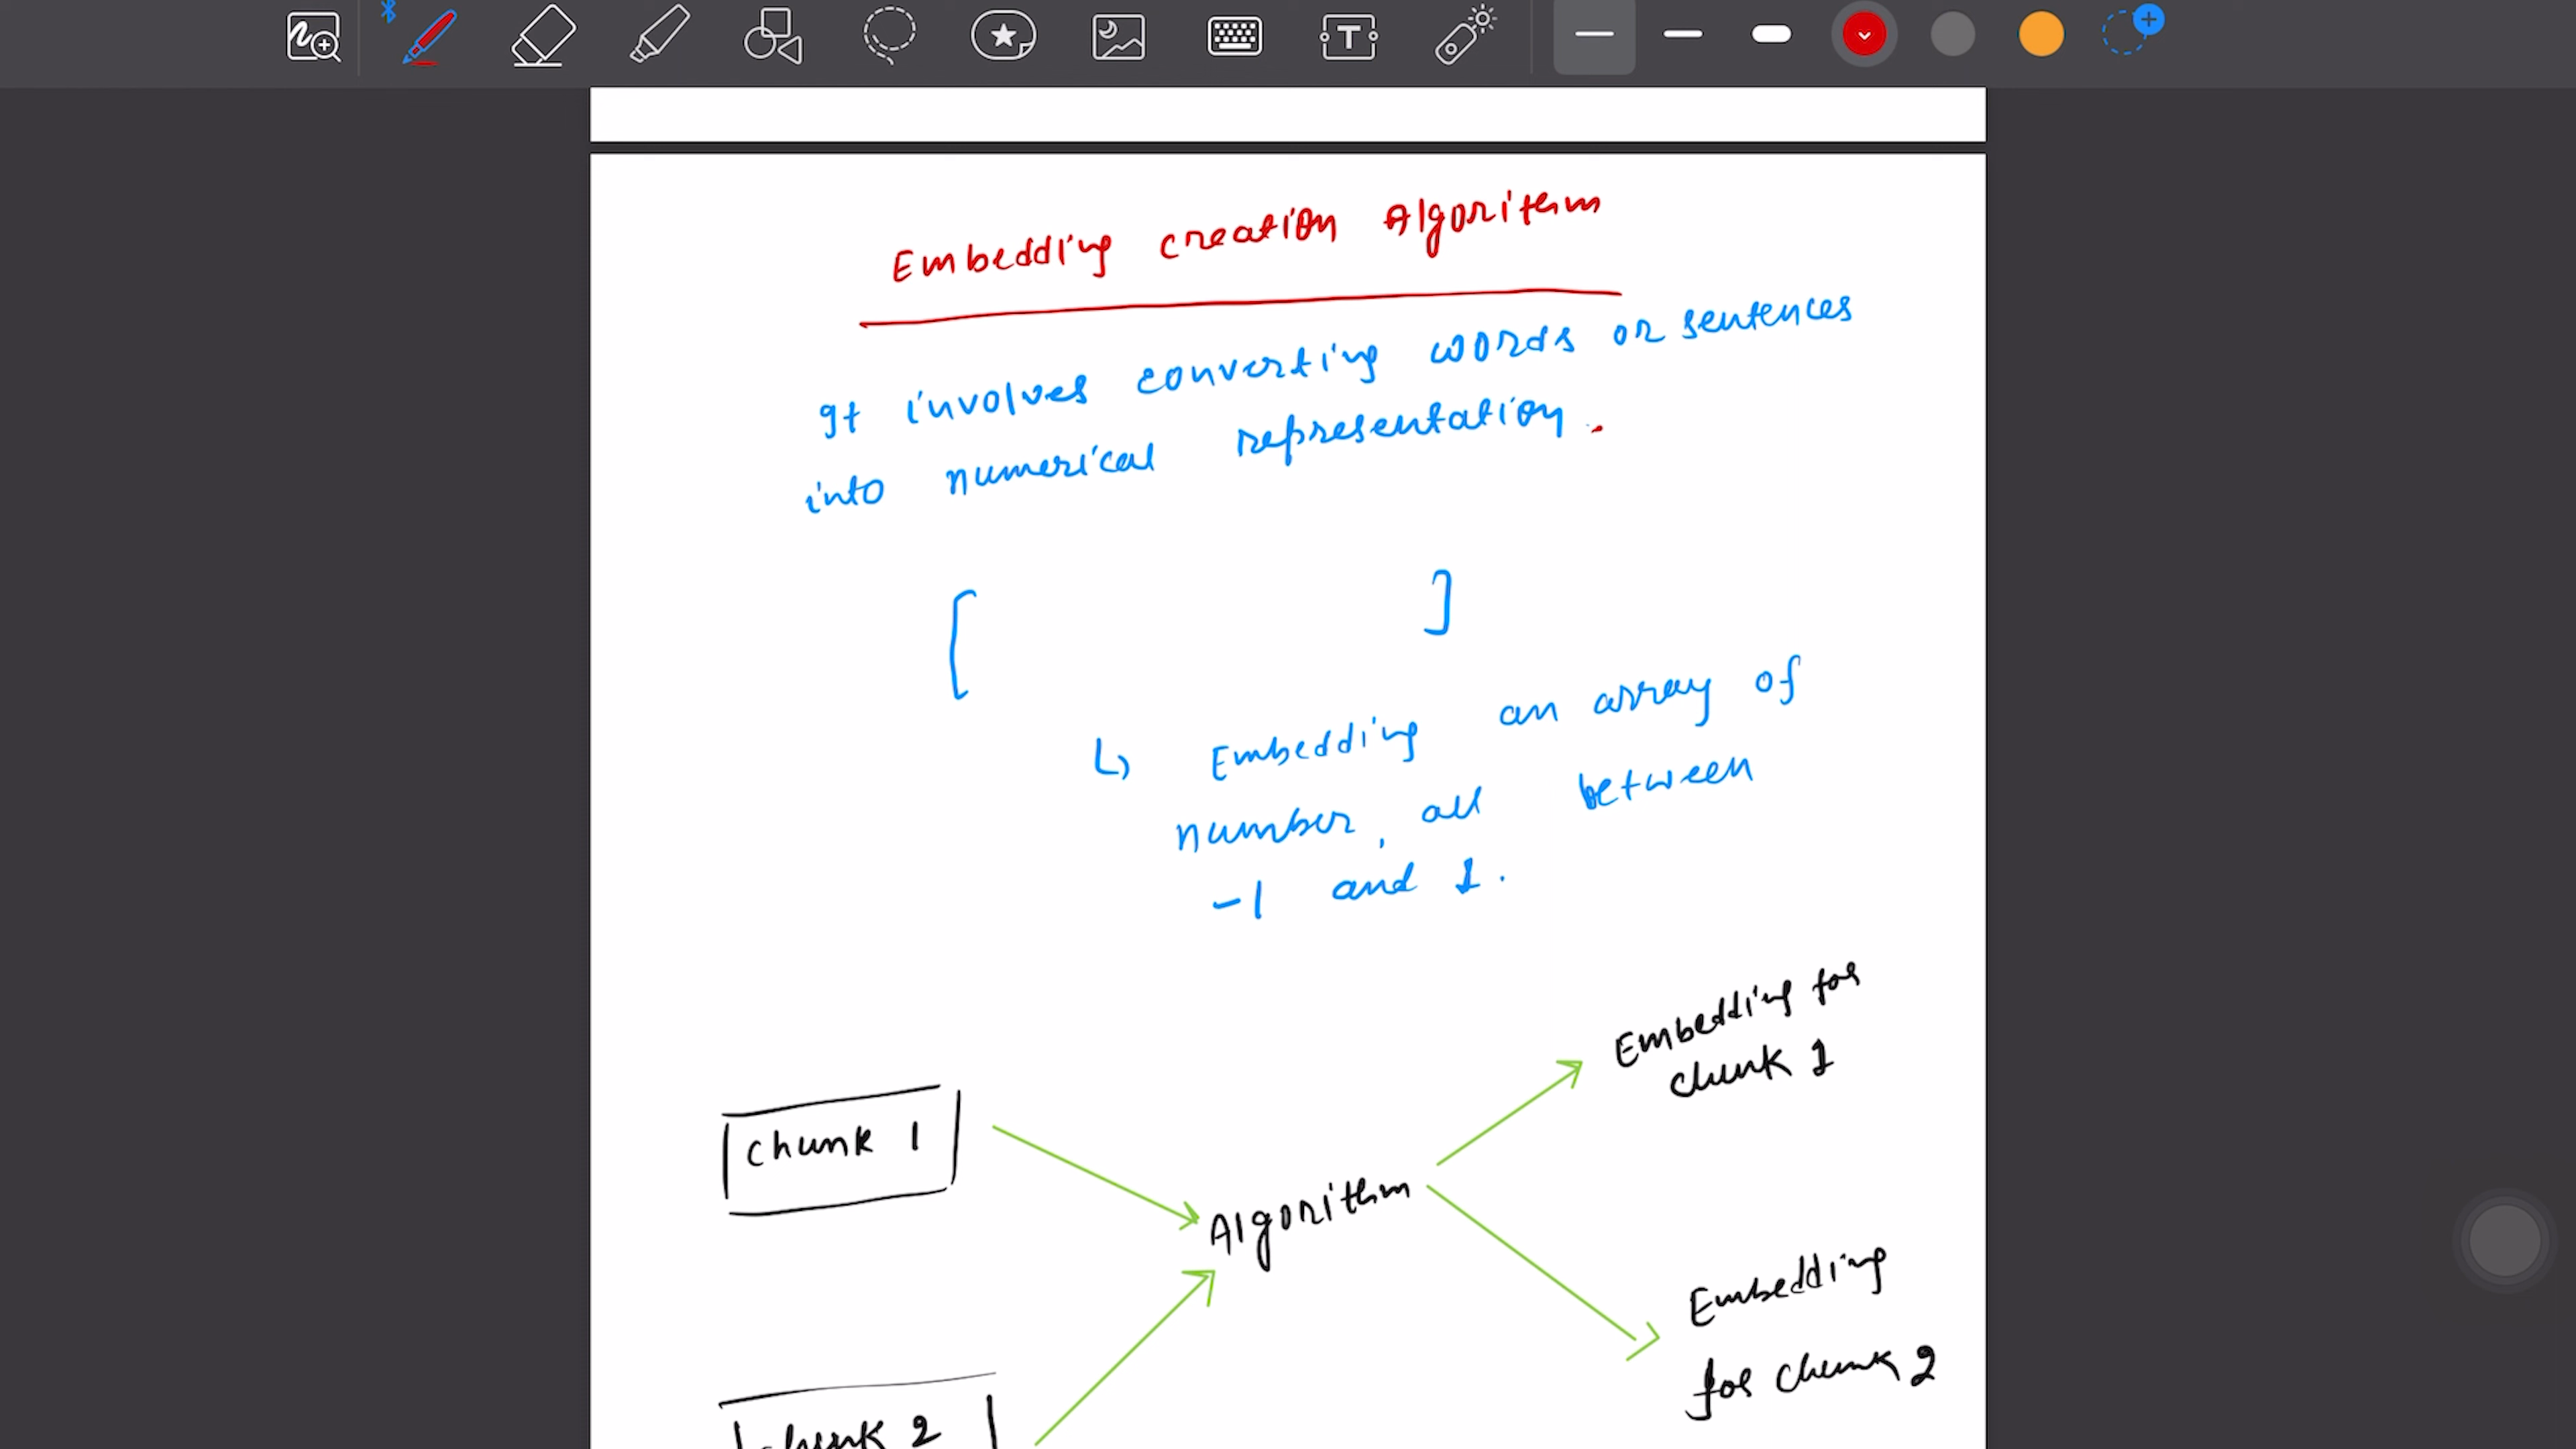 Embedding creation Algorithm
It involves converting words or sentences
into numerical representation.
[ ]
↳ Embedding an array of
number, all between
-1 and 1.
Embedding for
chunk 1
Chunk 1
Algorithm
Embedding
for chunk 2
chunk 2